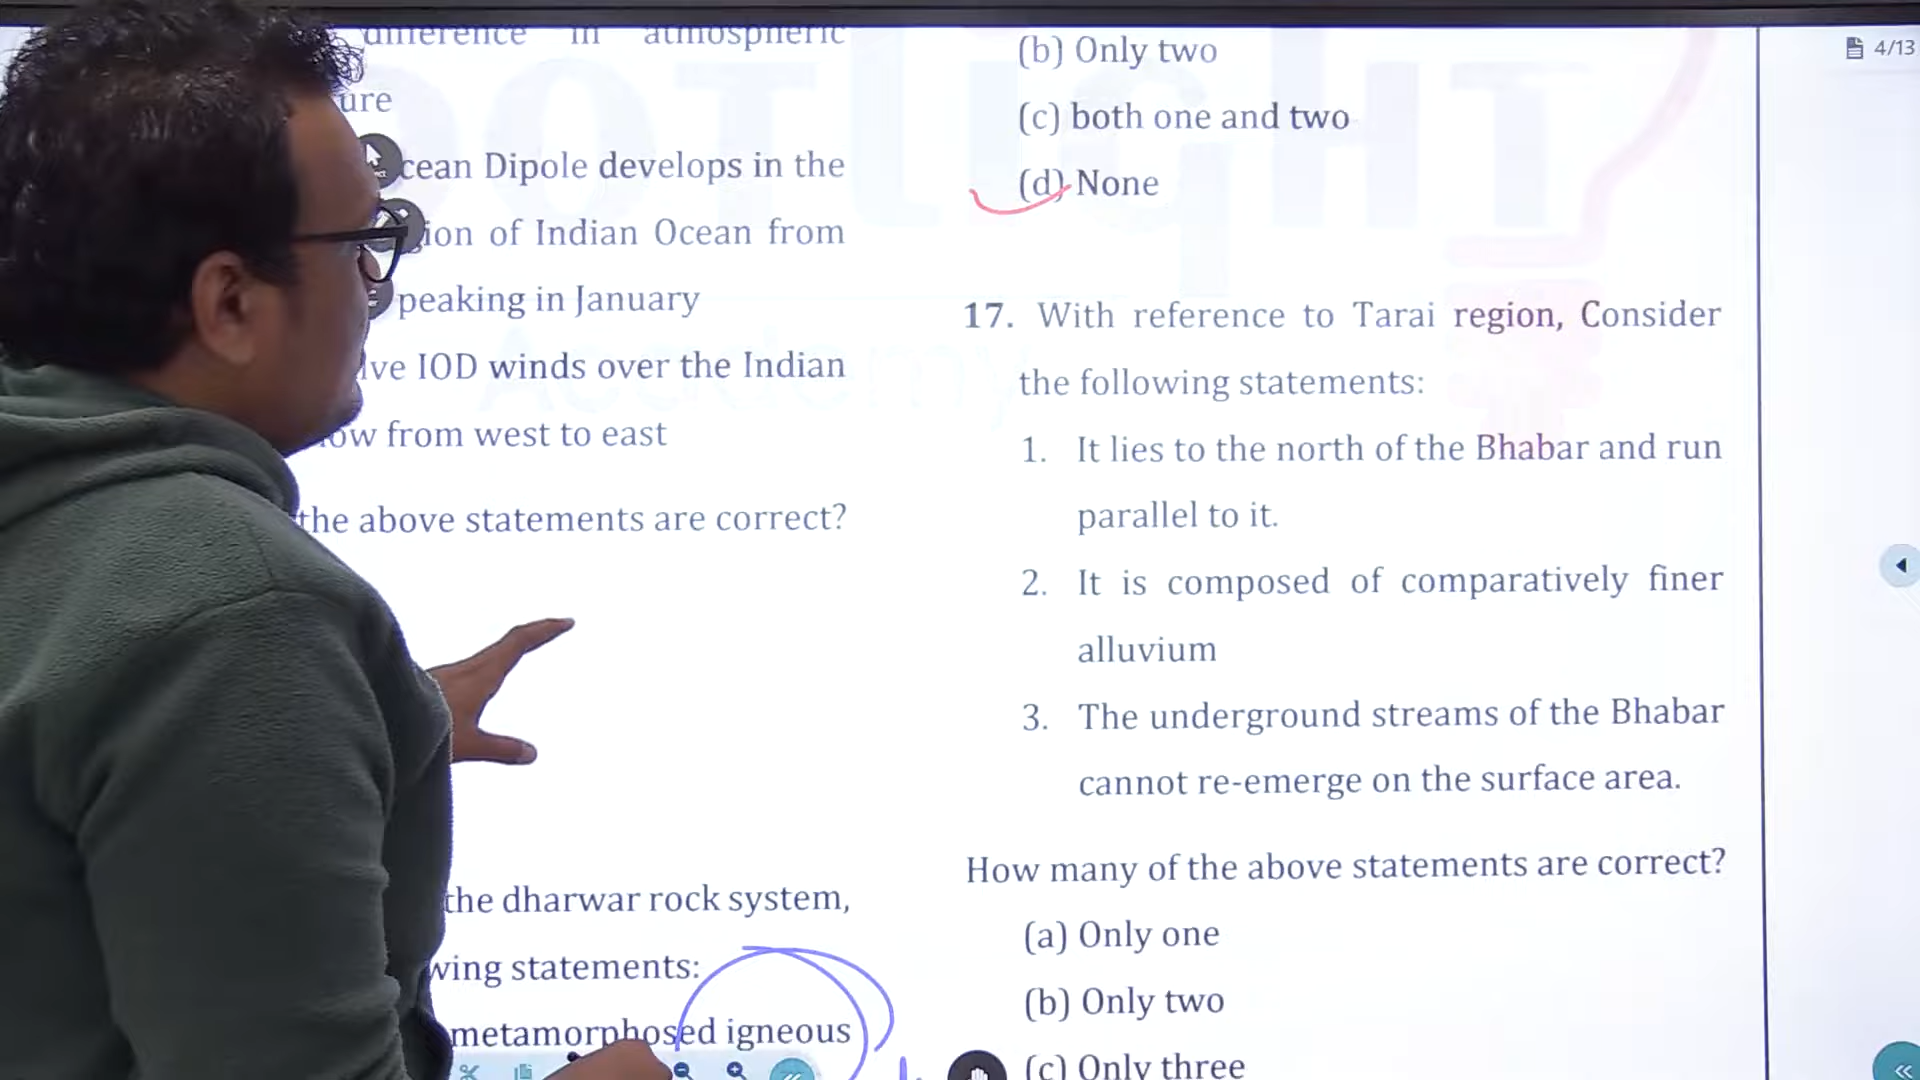 difference in atmospheric
ure
cean Dipole develops in the
ion of Indian Ocean from
peaking in January
ive IOD winds over the Indian
ow from west to east
the above statements are correct?
the dharwar rock system,
wing statements:
metamorphosed igneous
(b) Only two
(c) both one and two
(d) None
17. With reference to Tarai region, Consider
the following statements:
1. It lies to the north of the Bhabar and run
parallel to it.
2. It is composed of comparatively finer
alluvium
3. The underground streams of the Bhabar
cannot re-emerge on the surface area.
How many of the above statements are correct?
(a) Only one
(b) Only two
(c) Only three
4/13
SPOTLIGHT
Academy